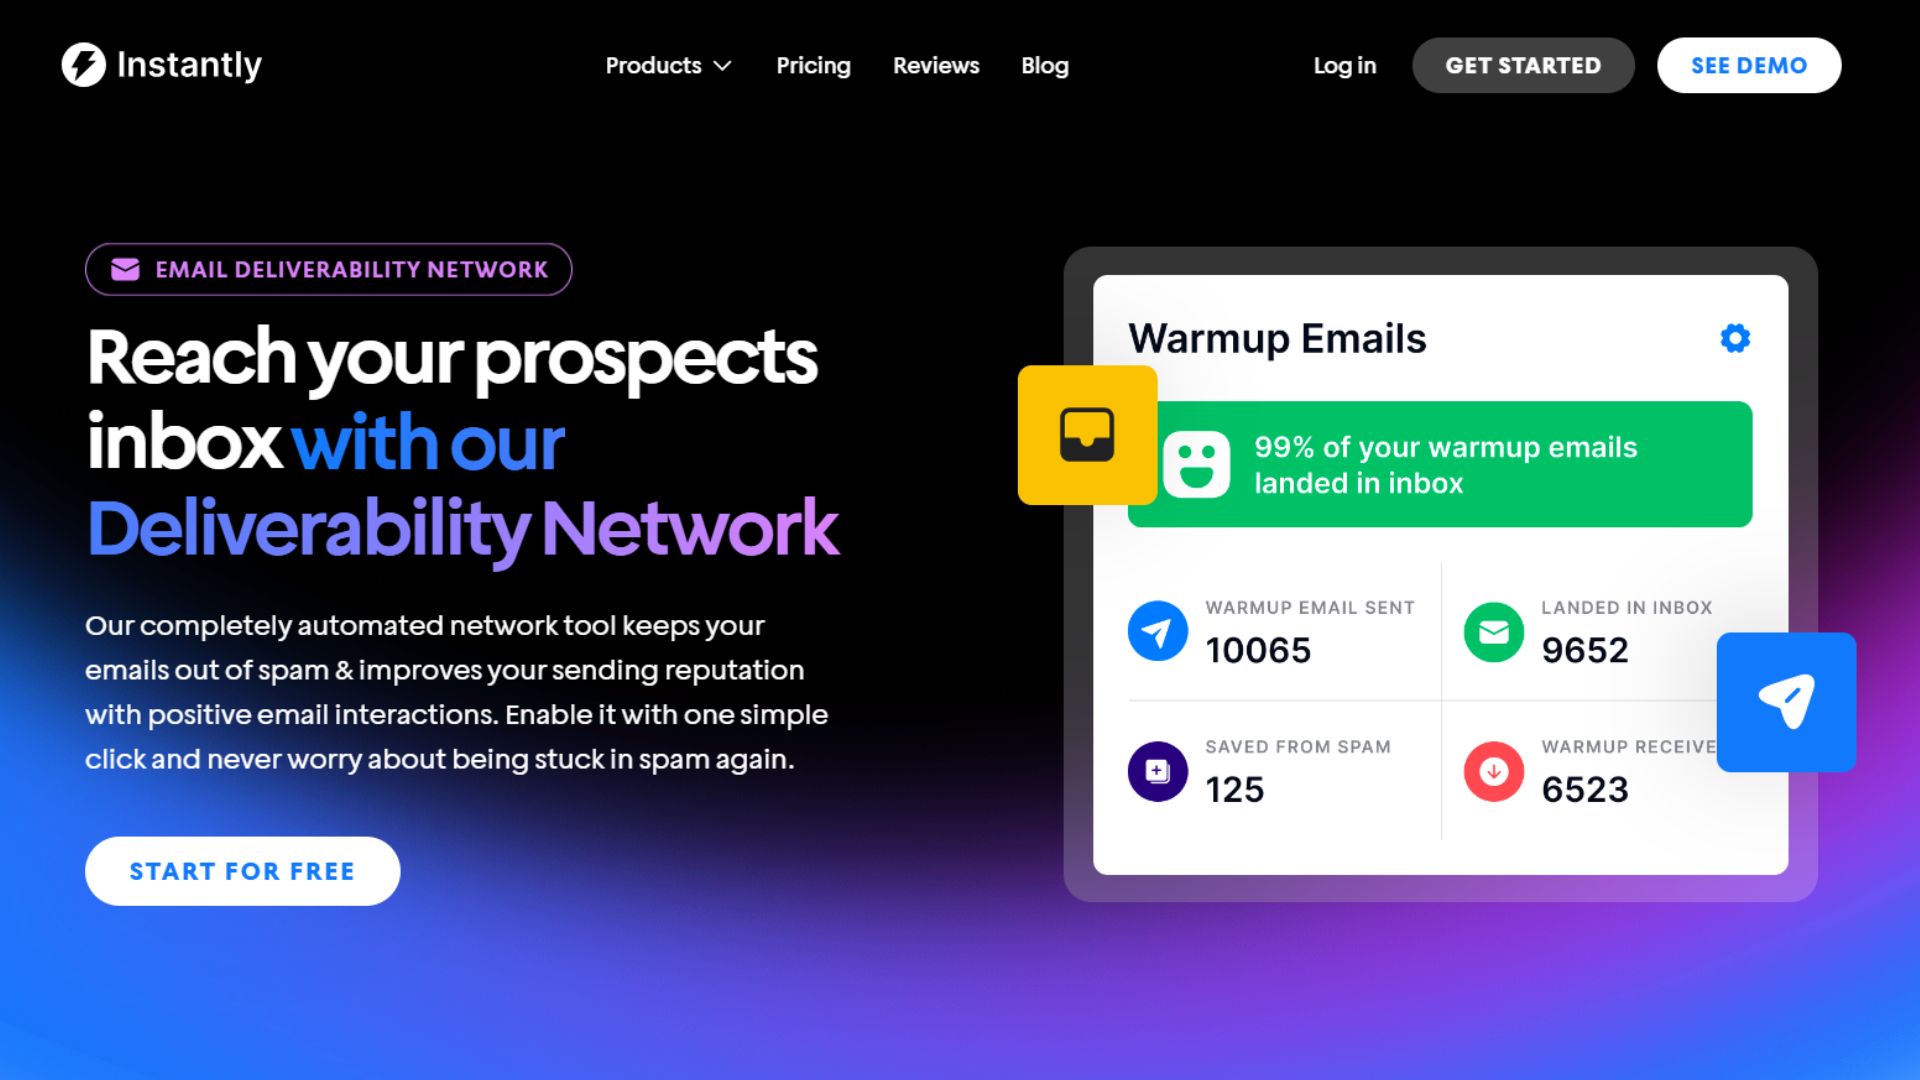 Instantly
Products
Pricing
Reviews
Blog
Log in
GET STARTED
SEE DEMO
EMAIL DELIVERABILITY NETWORK
Reach your prospects
inbox with our
Deliverability Network
Our completely automated network tool keeps your
emails out of spam & improves your sending reputation
with positive email interactions. Enable it with one simple
click and never worry about being stuck in spam again.
START FOR FREE
Warmup Emails
99% of your warmup emails
landed in inbox
WARMUP EMAIL SENT
10065
LANDED IN INBOX
9652
SAVED FROM SPAM
125
WARMUP RECEIVE
6523